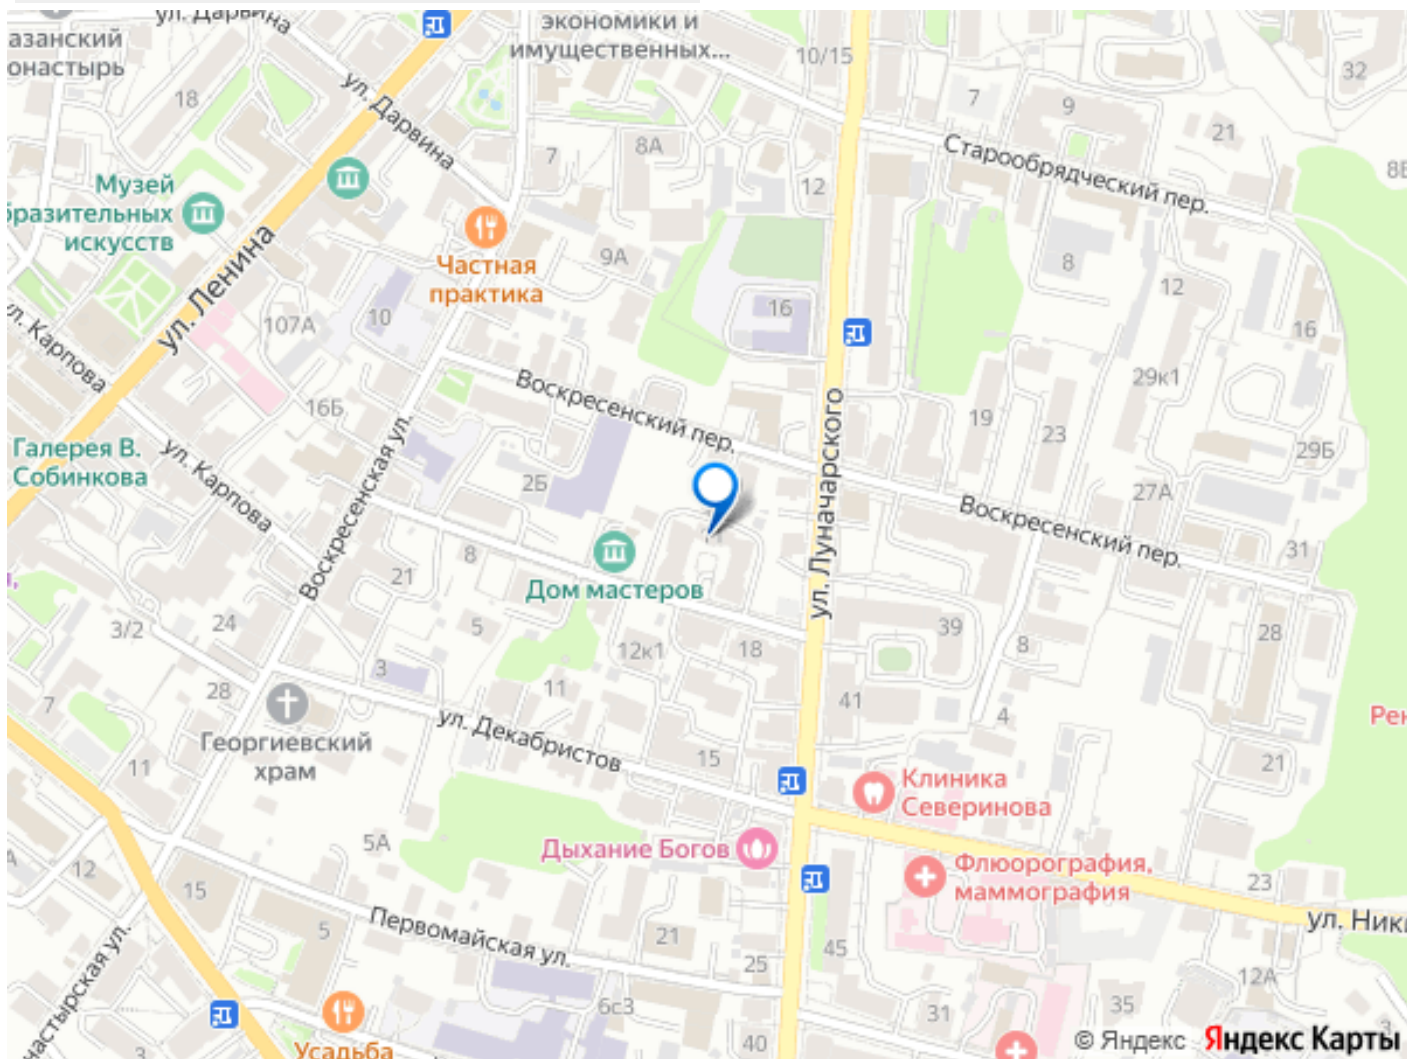 ул. Дарвина
экономики и
имущественных...
азанский
онастырь
10/15
32
18
ул. Дарвина
7
9
21
8А
7
Старообрядческий пер.
12
Музей
бразительных
искусств
ул. Ленина
Частная
практика
9А
8
12
107А
10
16
16
ул. Карпова
29к1
Воскресенский пер.
16Б
ул. Луначарского
19
23
29Б
Галерея В.
Собинкова
ул. Карпова
Воскресенская ул.
2Б
27А
Воскресенский пер.
31
8
21
Дом мастеров
3/2
24
5
39
28
12к1
18
8
3
28
11
7
41
4
Рен
Георгиевский
храм
ул. Декабристов
15
11
21
Клиника
Северинова
5А
Дыхание Богов
Флюорография,
маммография
12
15
23
ул. Ники
Первомайская ул.
5
21
45
25
12А
настырская ул.
6с3
31
35
40
3
3
Усадьба
© Яндекс Яндекс Карты